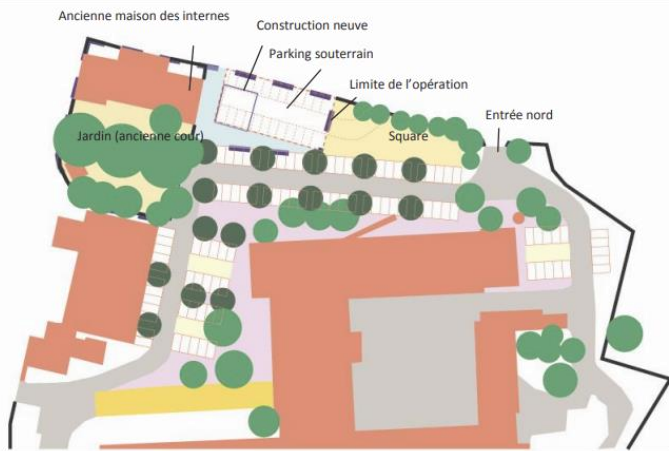 Ancienne maison des internes
Construction neuve
Parking souterrain
Limite de l'opération
Entrée nord
Jardin (ancienne cour)
Square